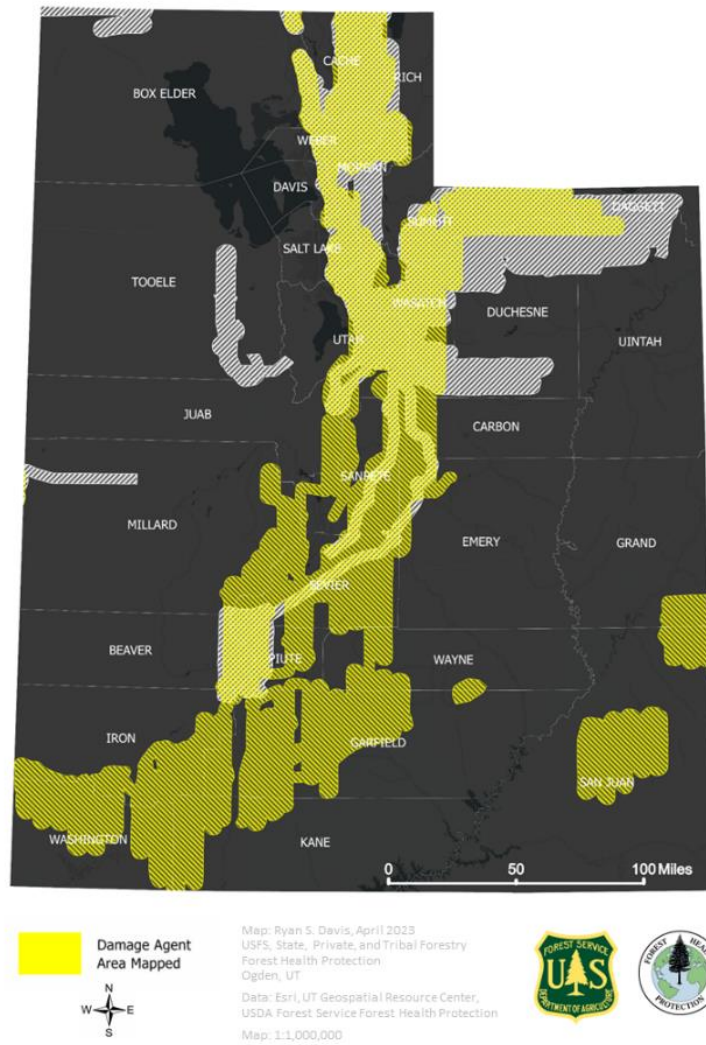 CACHE
RICH
BOX ELDER
WEBER
MORGAN
DAVIS
DAGGETT
SUMMIT
SALT LAKE
TOOELE
WASATCH
DUCHESNE
UTAH
UINTAH
JUAB
CARBON
SANPETE
MILLARD
EMERY
GRAND
SEVIER
BEAVER
PIUTE
WAYNE
IRON
GARFIELD
SAN JUAN
WASHINGTON
KANE
0 50 100 Miles
Damage Agent
Area Mapped
N
W E
S
Map: Ryan S. Davis, April 2023
USFS, State, Private, and Tribal Forestry
Forest Health Protection
Ogden, UT
Data: Esri, UT Geospatial Resource Center,
USDA Forest Service Forest Health Protection
Map: 1:1,000,000
FOREST SERVICE
U S
DEPARTMENT OF AGRICULTURE
FOREST HEALTH
PROTECTION